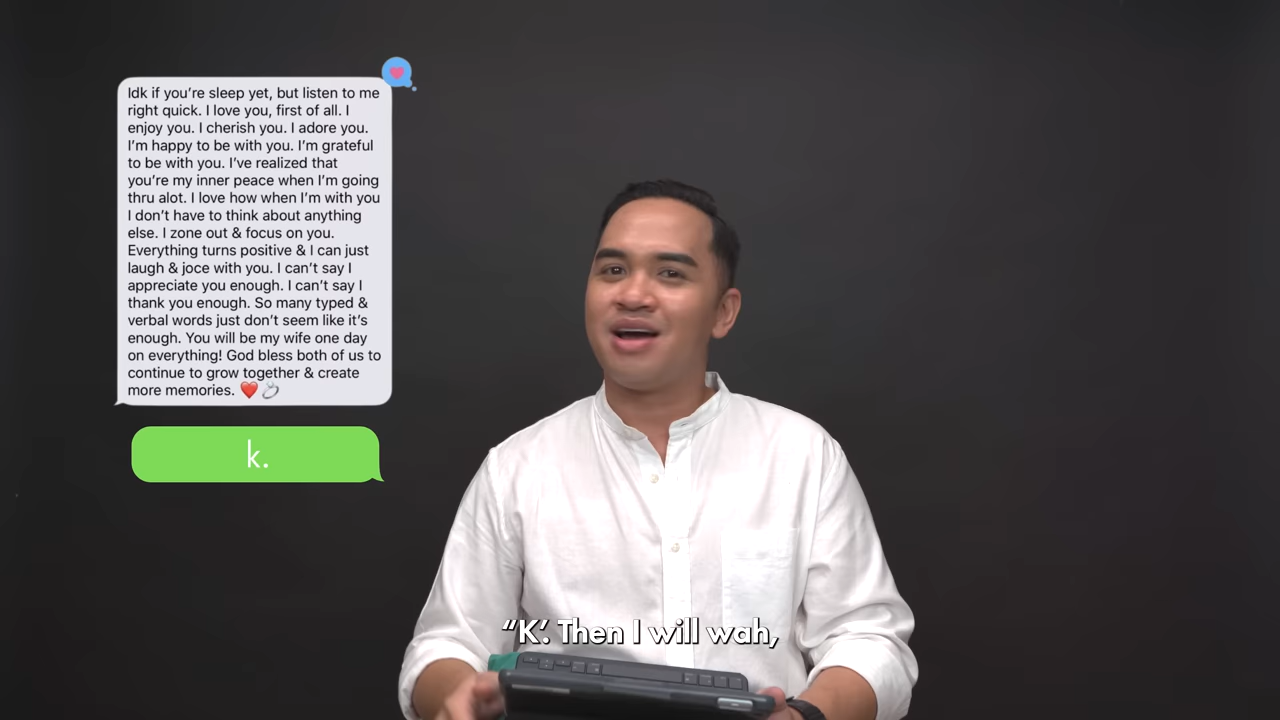 Idk if you're sleep yet, but listen to me
right quick. I love you, first of all. I
enjoy you. I cherish you. I adore you.
I'm happy to be with you. I'm grateful
to be with you. I've realized that
you're my inner peace when I'm going
thru alot. I love how when I'm with you
I don't have to think about anything
else. I zone out & focus on you.
Everything turns positive & I can just
laugh & joce with you. I can't say I
appreciate you enough. I can't say I
thank you enough. So many typed &
verbal words just don't seem like it's
enough. You will be my wife one day
on everything! God bless both of us to
continue to grow together & create
more memories. ❤️ 💍
k.
“K’. Then I will wah,